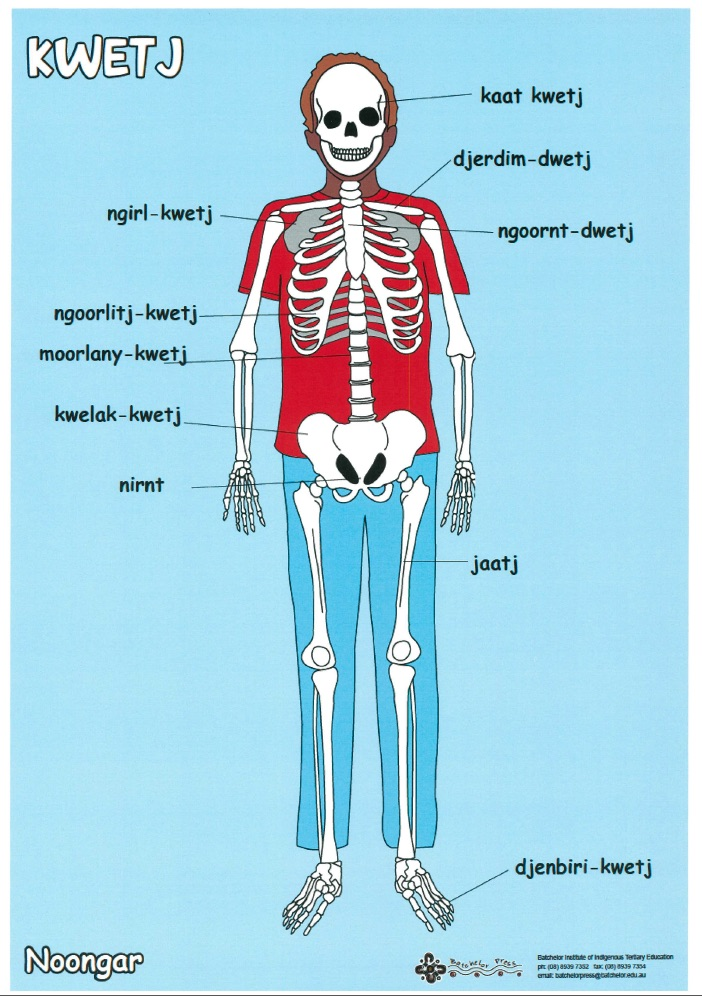 KWETJ
kaat kwetj
djerdim-dwetj
ngirl-kwetj
ngoornt-dwetj
ngoorlitj-kwetj
moorlany-kwetj
kwelak-kwetj
nirnt
jaatj
djenbiri-kwetj
Noongar
Batchelor Press
Batchelor Institute of Indigenous Tertiary Education
ph: (08) 8939 7352 fax: (08) 8939 7354
email: batchelorpress@batchelor.edu.au